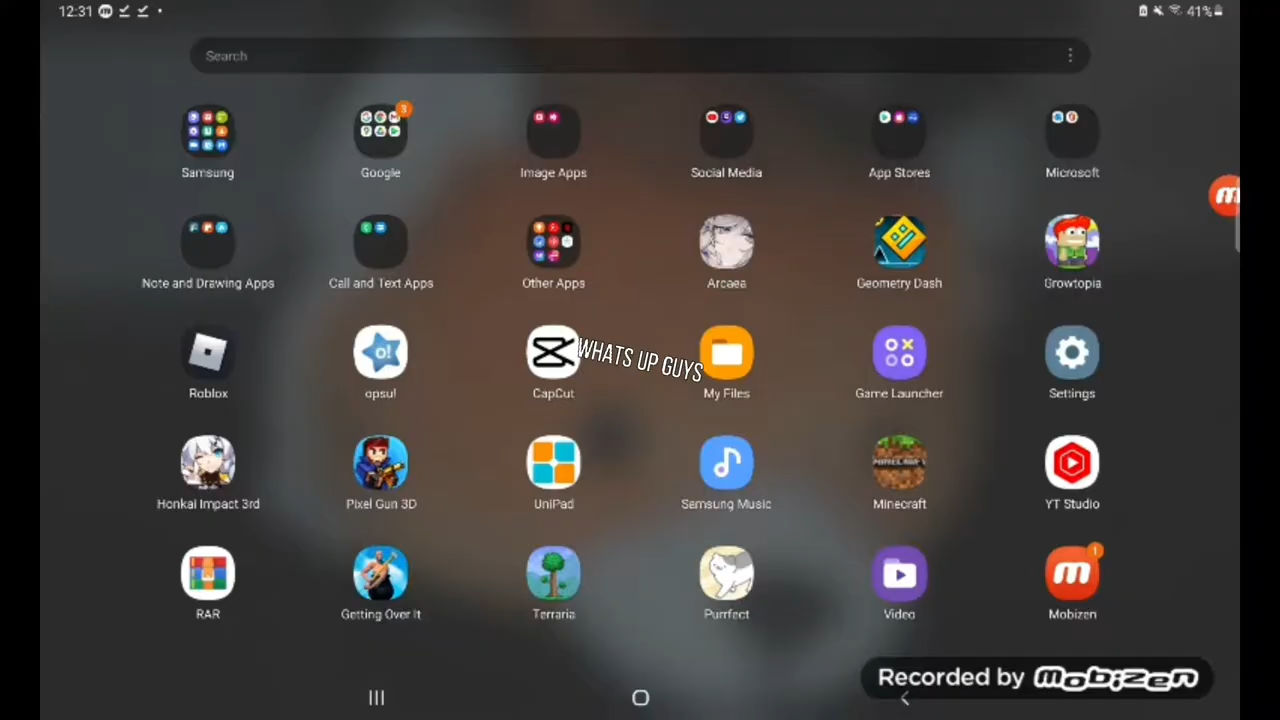 12:31
41%
Search
3
Samsung
Google
Image Apps
Social Media
App Stores
Microsoft
Note and Drawing Apps
Call and Text Apps
Other Apps
Arcaea
Geometry Dash
Growtopia
o!
WHATS UP GUYS
Roblox
opsu!
CapCut
My Files
Game Launcher
Settings
MINECRAFT
Honkai Impact 3rd
Pixel Gun 3D
UniPad
Samsung Music
Minecraft
YT Studio
1
m
RAR
Getting Over It
Terraria
Purrfect
Video
Mobizen
Recorded by mobizen